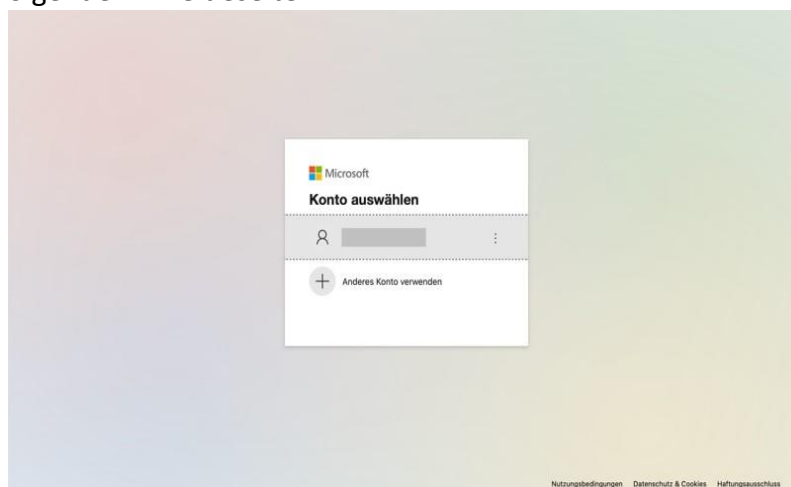 Microsoft
Konto auswählen
Anderes Konto verwenden
Nutzungsbedingungen Datenschutz & Cookies Haftungsausschluss